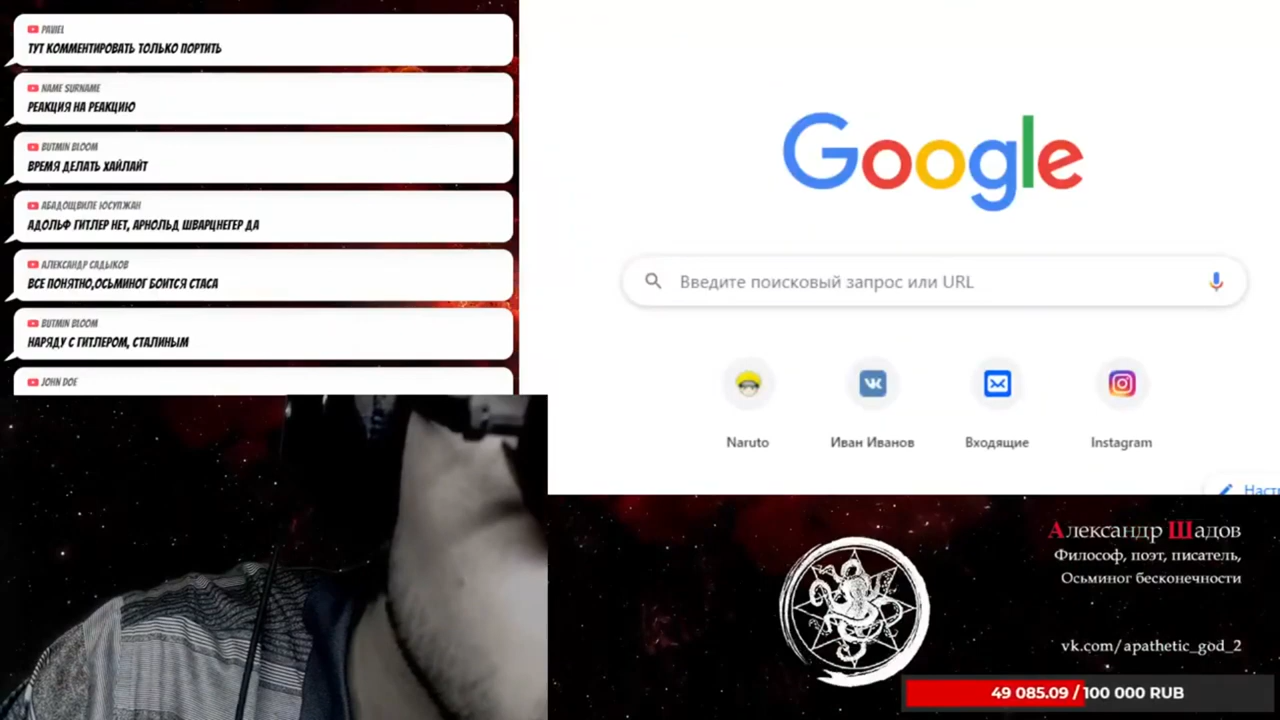 PAVIEL
ТУТ КОММЕНТИРОВАТЬ ТОЛЬКО ПОРТИТЬ
NAME SURNAME
РЕАКЦИЯ НА РЕАКЦИЮ
BUTMIN BLOOM
ВРЕМЯ ДЕЛАТЬ ХАЙЛАЙТ
АБАДОЩВИЛЕ ЮСУПЖАН
АДОЛЬФ ГИТЛЕР НЕТ, АРНОЛЬД ШВАРЦНЕГЕР ДА
АЛЕКСАНДР САДЫКОВ
ВСЕ ПОНЯТНО,ОСЬМИНОГ БОИТСЯ СТАСА
BUTMIN BLOOM
НАРЯДУ С ГИТЛЕРОМ, СТАЛИНЫМ
JOHN DOE
Google
Введите поисковый запрос или URL
Naruto
Иван Иванов
Входящие
Instagram
Александр Шадов
Философ, поэт, писатель,
Осьминог бесконечности
vk.com/apathetic_god_2
49 085.09 / 100 000 RUB